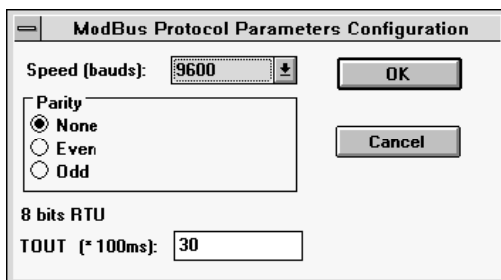 ModBus Protocol Parameters Configuration
Speed (bauds): 9600
OK
Parity
None
Even
Odd
Cancel
8 bits RTU
TOUT (* 100ms): 30